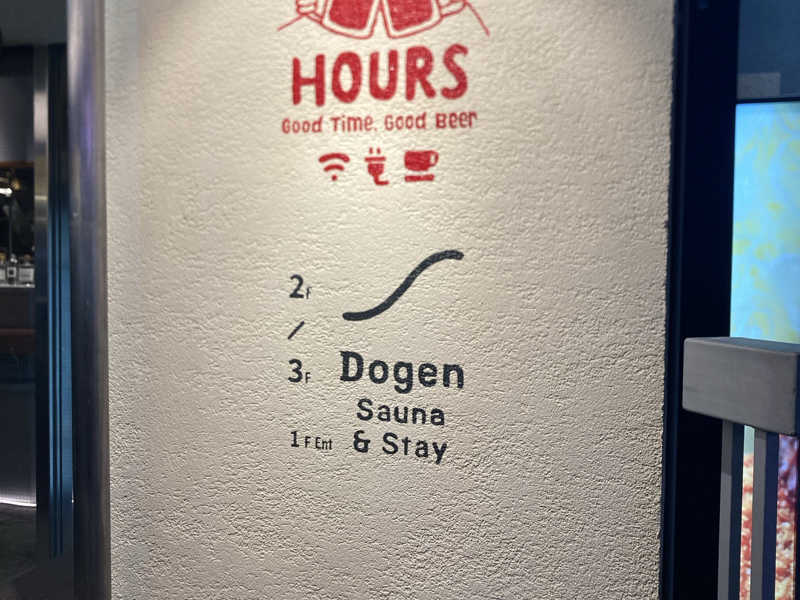 HOURS
Good Time, Good Beer
2F
/
3F Dogen
Sauna
1F Ent & Stay